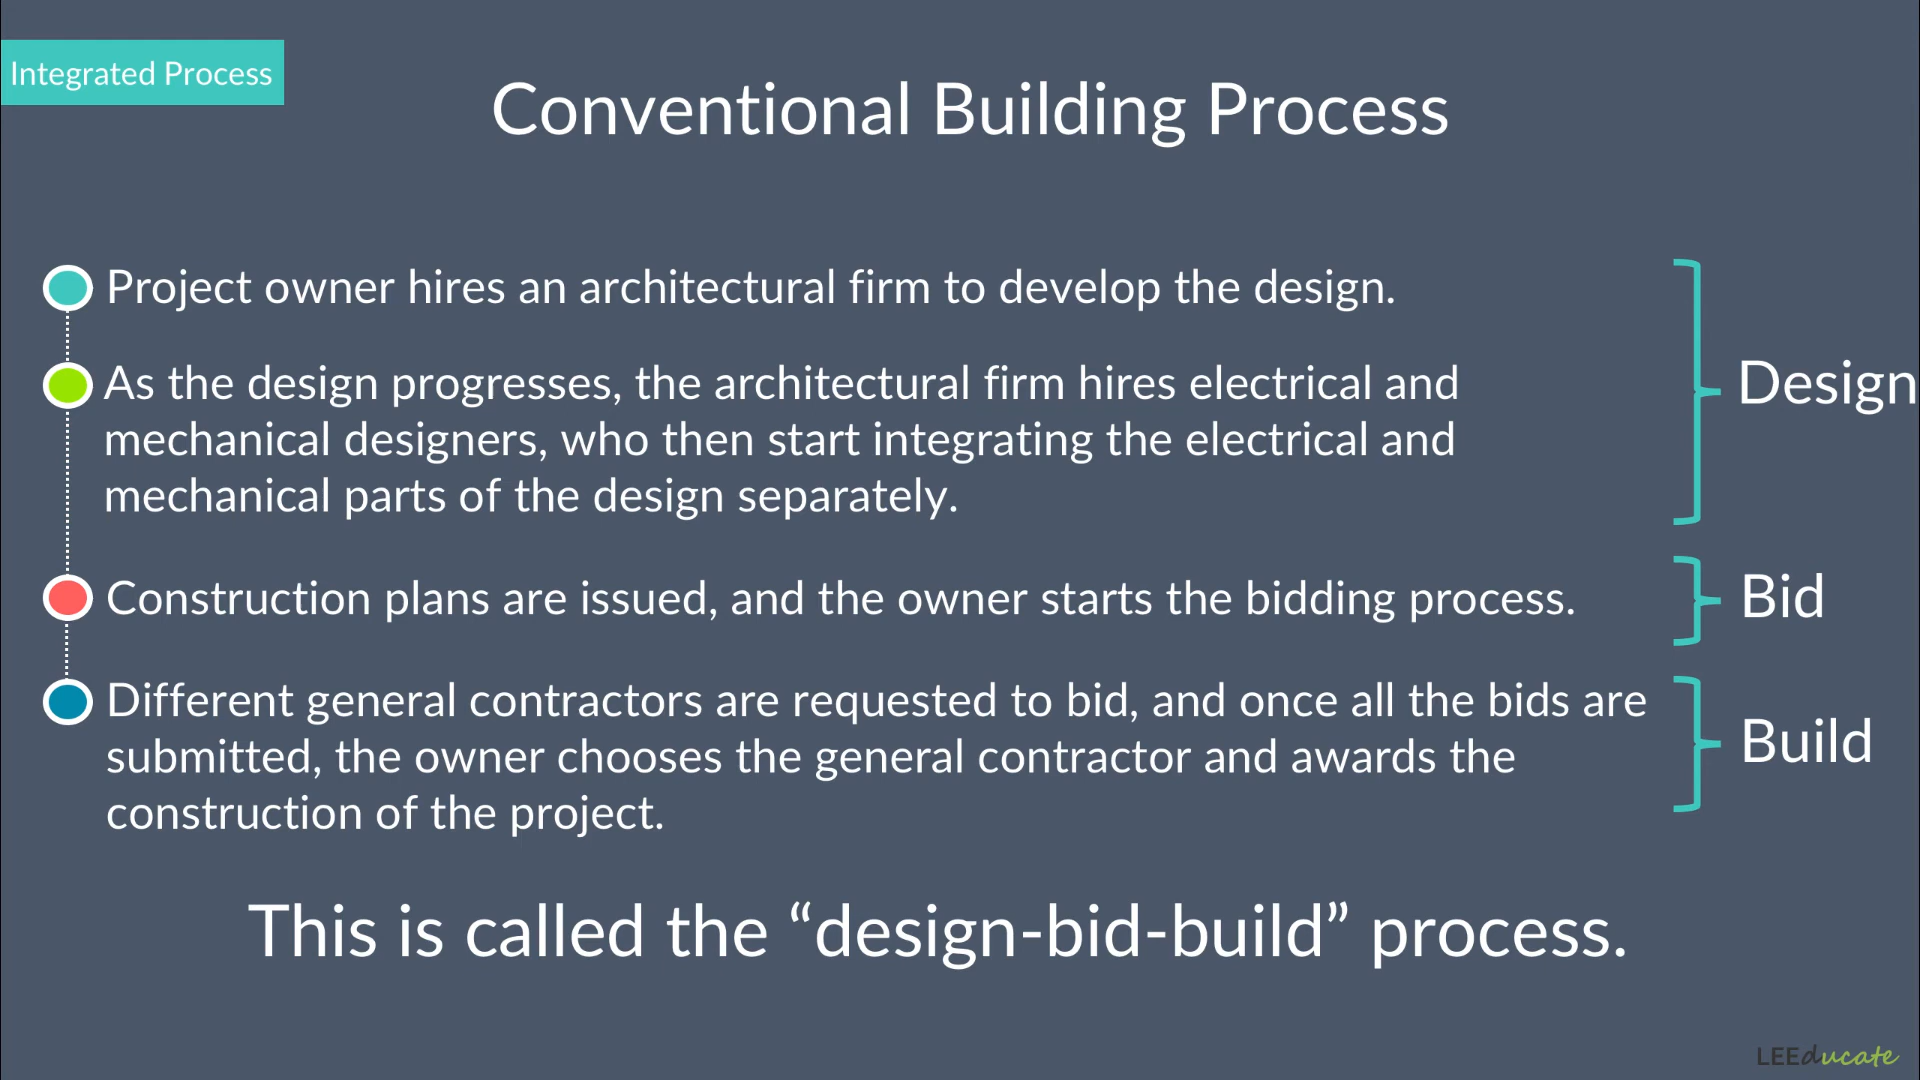 Integrated Process
Conventional Building Process
Project owner hires an architectural firm to develop the design.
As the design progresses, the architectural firm hires electrical and
mechanical designers, who then start integrating the electrical and
mechanical parts of the design separately.
Design
Construction plans are issued, and the owner starts the bidding process.
Bid
Different general contractors are requested to bid, and once all the bids are
submitted, the owner chooses the general contractor and awards the
construction of the project.
Build
This is called the “design-bid-build” process.
LEEducate